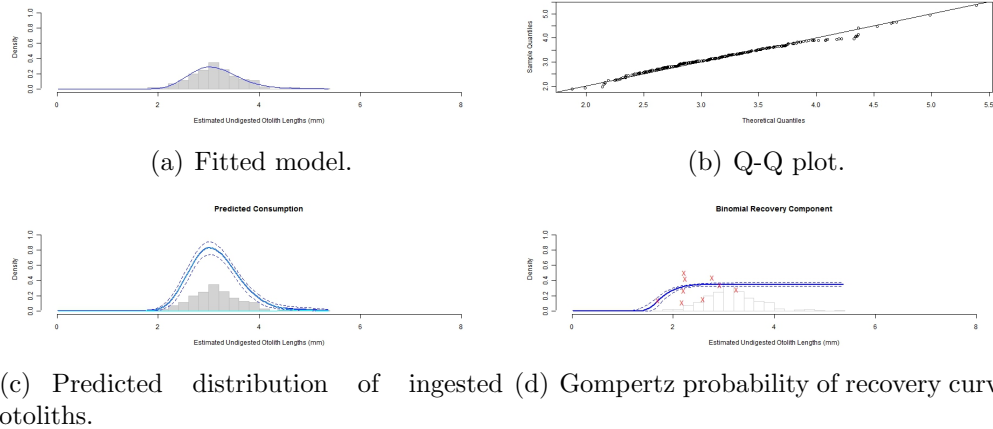 1.0
0.8
0.6
0.4
0.2
0.0
Density
0 2 4 6 8
Estimated Undigested Otolith Lengths (mm)
(a) Fitted model.
5.0
4.0
3.0
2.0
Sample Quantiles
2.0 2.5 3.0 3.5 4.0 4.5 5.0 5.5
Theoretical Quantiles
(b) Q-Q plot.
Predicted Consumption
1.0
0.8
0.6
0.4
0.2
0.0
Density
0 2 4 6 8
Estimated Undigested Otolith Lengths (mm)
(c) Predicted distribution of ingested
otoliths.
Binomial Recovery Component
1.0
0.8
0.6
0.4
0.2
0.0
Density
X X X X X X X X
0 2 4 6 8
Estimated Undigested Otolith Lengths (mm)
(d) Gompertz probability of recovery curv